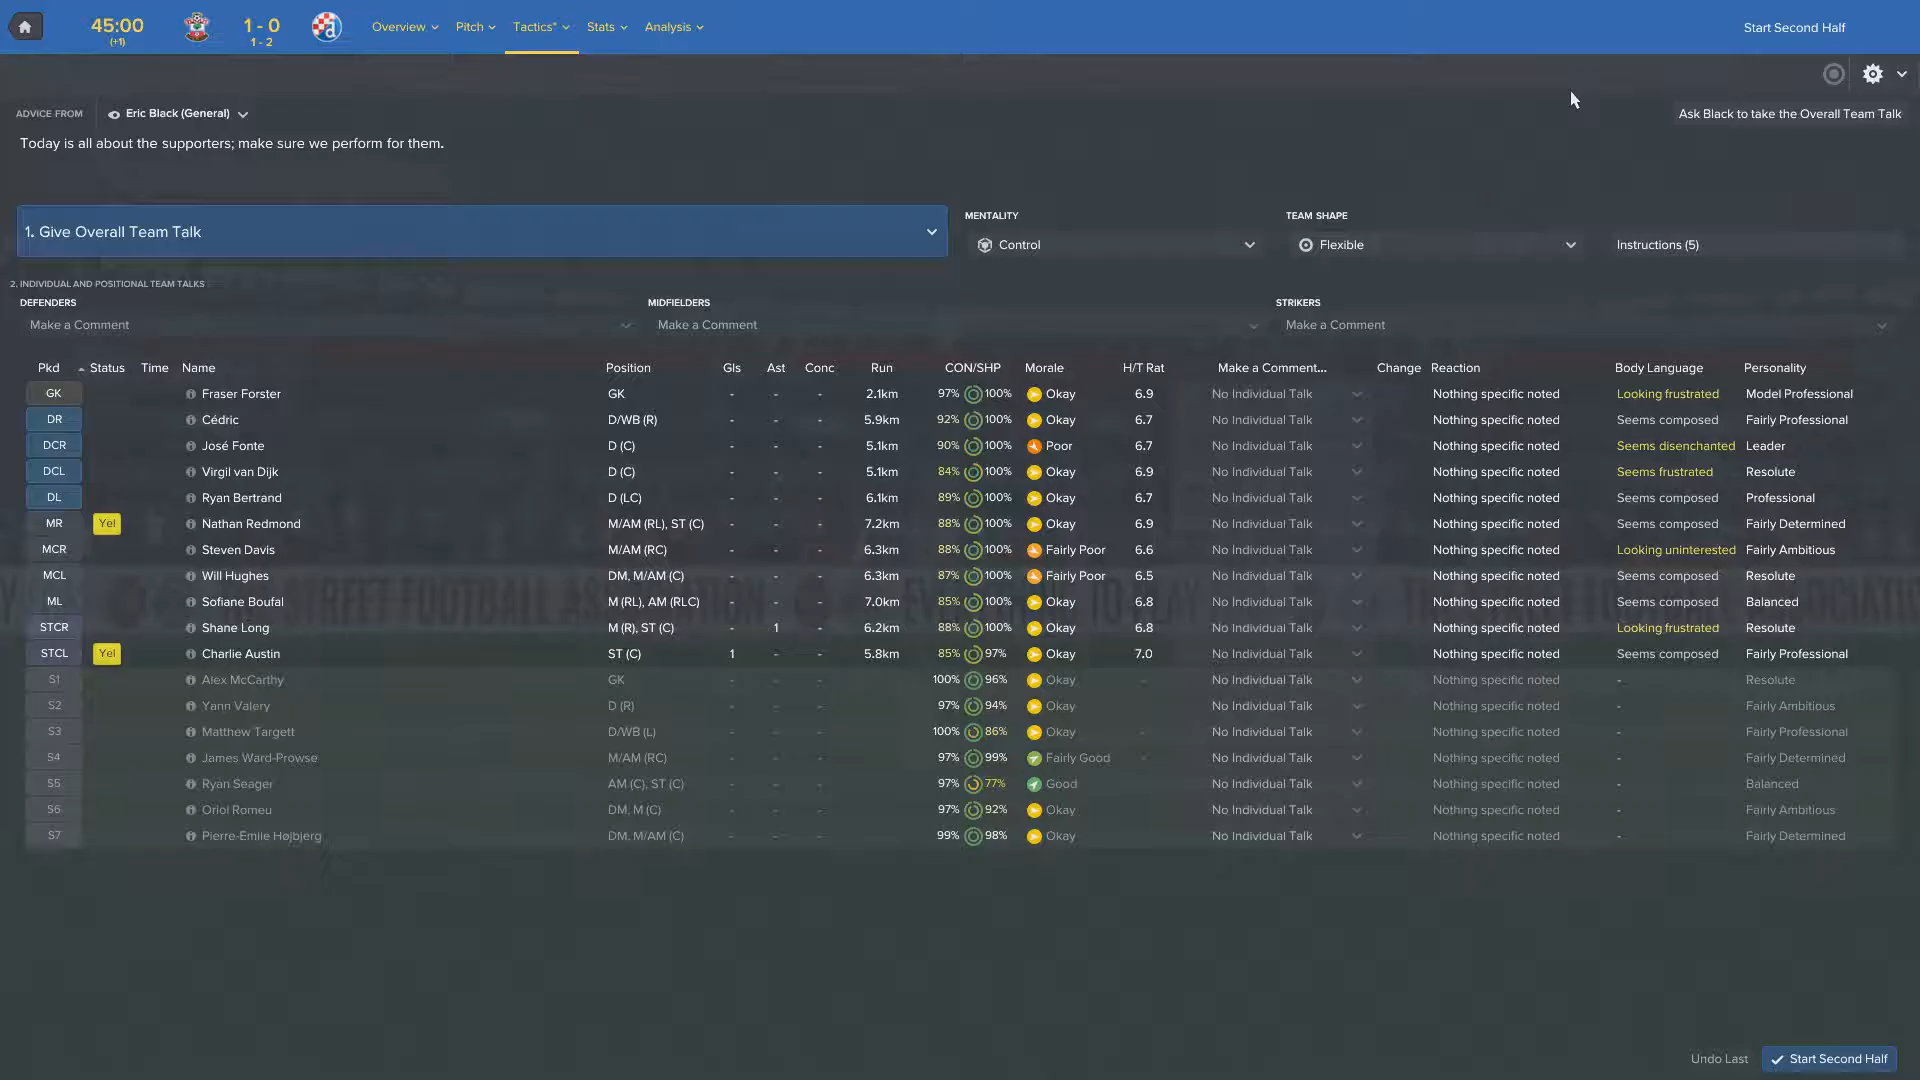 45:00
(+1)
1 - 0
1 - 2
Overview
Pitch
Tactics*
Stats
Analysis
Start Second Half
ADVICE FROM
Eric Black (General)
Ask Black to take the Overall Team Talk
Today is all about the supporters; make sure we perform for them.
1. Give Overall Team Talk
MENTALITY
Control
TEAM SHAPE
Flexible
Instructions (5)
2. INDIVIDUAL AND POSITIONAL TEAM TALKS
DEFENDERS MIDFIELDERS STRIKERS
Make a Comment Make a Comment Make a Comment
Pkd Status Time Name Position Gls Ast Conc Run CON/SHP Morale H/T Rat Make a Comment... Change Reaction Body Language Personality
GK Fraser Forster GK - - - 2.1km 97% 100% Okay 6.9 No Individual Talk Nothing specific noted Looking frustrated Model Professional
DR Cédric D/WB (R) - - - 5.9km 92% 100% Okay 6.7 No Individual Talk Nothing specific noted Seems composed Fairly Professional
DCR José Fonte D (C) - - - 5.1km 90% 100% Poor 6.7 No Individual Talk Nothing specific noted Seems disenchanted Leader
DCL Virgil van Dijk D (C) - - - 5.1km 84% 100% Okay 6.9 No Individual Talk Nothing specific noted Seems frustrated Resolute
DL Ryan Bertrand D (LC) - - - 6.1km 89% 100% Okay 6.7 No Individual Talk Nothing specific noted Seems composed Professional
MR Yel Nathan Redmond M/AM (RL), ST (C) - - - 7.2km 88% 100% Okay 6.9 No Individual Talk Nothing specific noted Seems composed Fairly Determined
MCR Steven Davis M/AM (RC) - - - 6.3km 88% 100% Fairly Poor 6.6 No Individual Talk Nothing specific noted Looking uninterested Fairly Ambitious
MCL Will Hughes DM, M/AM (C) - - - 6.3km 87% 100% Fairly Poor 6.5 No Individual Talk Nothing specific noted Seems composed Resolute
ML Sofiane Boufal M (RL), AM (RLC) - - - 7.0km 85% 100% Okay 6.8 No Individual Talk Nothing specific noted Seems composed Balanced
STCR Shane Long M (R), ST (C) - 1 - 6.2km 88% 100% Okay 6.8 No Individual Talk Nothing specific noted Looking frustrated Resolute
STCL Yel Charlie Austin ST (C) 1 - - 5.8km 85% 97% Okay 7.0 No Individual Talk Nothing specific noted Seems composed Fairly Professional
S1 Alex McCarthy GK - - - 100% 96% Okay - No Individual Talk Nothing specific noted - Resolute
S2 Yann Valery D (R) - - - 97% 94% Okay - No Individual Talk Nothing specific noted - Fairly Ambitious
S3 Matthew Targett D/WB (L) - - - 100% 86% Okay - No Individual Talk Nothing specific noted - Fairly Professional
S4 James Ward-Prowse M/AM (RC) - - - 97% 99% Fairly Good - No Individual Talk Nothing specific noted - Fairly Determined
S5 Ryan Seager AM (C), ST (C) - - - 97% 77% Good - No Individual Talk Nothing specific noted - Balanced
S6 Oriol Romeu DM, M (C) - - - 97% 92% Okay - No Individual Talk Nothing specific noted - Fairly Ambitious
S7 Pierre-Emile Højbjerg DM, M/AM (C) - - - 99% 98% Okay - No Individual Talk Nothing specific noted - Fairly Determined
Undo Last
Start Second Half